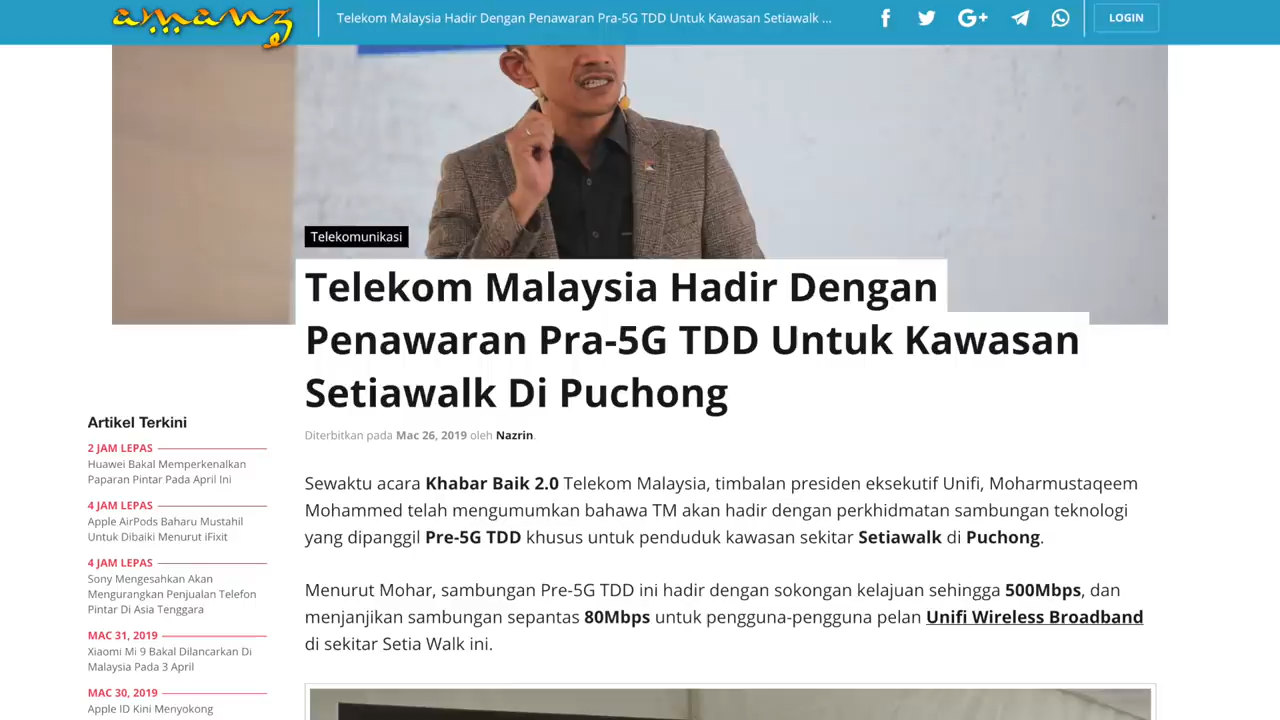 amanz
Telekom Malaysia Hadir Dengan Penawaran Pra-5G TDD Untuk Kawasan Setiawalk ...
LOGIN
Telekomunikasi
Telekom Malaysia Hadir Dengan
Penawaran Pra-5G TDD Untuk Kawasan
Setiawalk Di Puchong
Diterbitkan pada Mac 26, 2019 oleh Nazrin.
Artikel Terkini
2 JAM LEPAS
Huawei Bakal Memperkenalkan
Paparan Pintar Pada April Ini
4 JAM LEPAS
Apple AirPods Baharu Mustahil
Untuk Dibaiki Menurut iFixit
4 JAM LEPAS
Sony Mengesahkan Akan
Mengurangkan Penjualan Telefon
Pintar Di Asia Tenggara
MAC 31, 2019
Xiaomi Mi 9 Bakal Dilancarkan Di
Malaysia Pada 3 April
MAC 30, 2019
Apple ID Kini Menyokong
Sewaktu acara Khabar Baik 2.0 Telekom Malaysia, timbalan presiden eksekutif Unifi, Moharmustaqeem
Mohammed telah mengumumkan bahawa TM akan hadir dengan perkhidmatan sambungan teknologi
yang dipanggil Pre-5G TDD khusus untuk penduduk kawasan sekitar Setiawalk di Puchong.
Menurut Mohar, sambungan Pre-5G TDD ini hadir dengan sokongan kelajuan sehingga 500Mbps, dan
menjanjikan sambungan sepantas 80Mbps untuk pengguna-pengguna pelan Unifi Wireless Broadband
di sekitar Setia Walk ini.